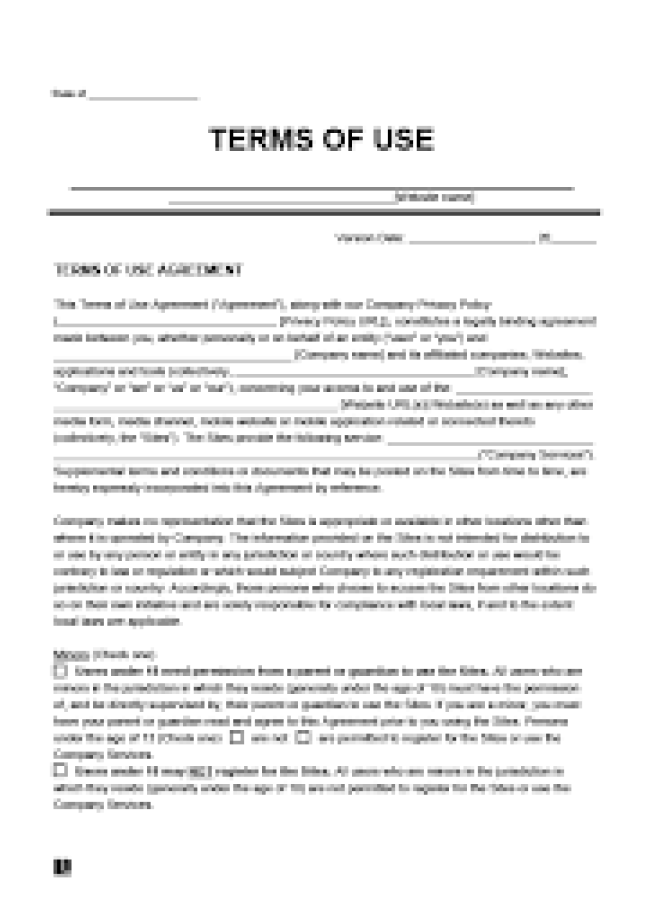 State of
TERMS OF USE
[Website name]
Version Date: 20
TERMS OF USE AGREEMENT
This Terms of Use Agreement ("Agreement"), along with our Company Privacy Policy
[Privacy Policy URL]), constitutes a legally binding agreement
made between you, whether personally or on behalf of an entity ("user" or "you") and
[Company name] and its affiliated companies, Websites,
applications and tools (collectively, [Company name],
"Company" or "we" or "us" or "our"), concerning your access to and use of the
[Website URL(s)] Website(s) as well as any other
media form, media channel, mobile website or mobile application related or connected thereto
(collectively, the "Sites"). The Sites provide the following service:
("Company Services").
Supplemental terms and conditions or documents that may be posted on the Sites from time to time, are
hereby expressly incorporated into this Agreement by reference.
Company makes no representation that the Sites is appropriate or available in other locations other than
where it is operated by Company. The information provided on the Site is not intended for distribution to
or use by any person or entity in any jurisdiction or country where such distribution or use would be
contrary to law or regulation or which would subject Company to any registration requirement within such
jurisdiction or country. Accordingly, those persons who choose to access the Sites from other locations do
so on their own initiative and are solely responsible for compliance with local laws, if and to the extent
local laws are applicable.
Minors (Check one)
Users under 18 need permission from a parent or guardian to use the Sites. All users who are
minors in the jurisdiction in which they reside (generally under the age of 18) must have the permission
of, and be directly supervised by, their parent or guardian to use the Sites. If you are a minor, you must
have your parent or guardian read and agree to this Agreement prior to you using the Sites. Persons
under the age of 13 (Check one) are not are permitted to register for the Sites or use the
Company Services.
Users under 18 may NOT register for the Sites. All users who are minors in the jurisdiction in
which they reside (generally under the age of 18) are not permitted to register for the Sites or use the
Company Services.